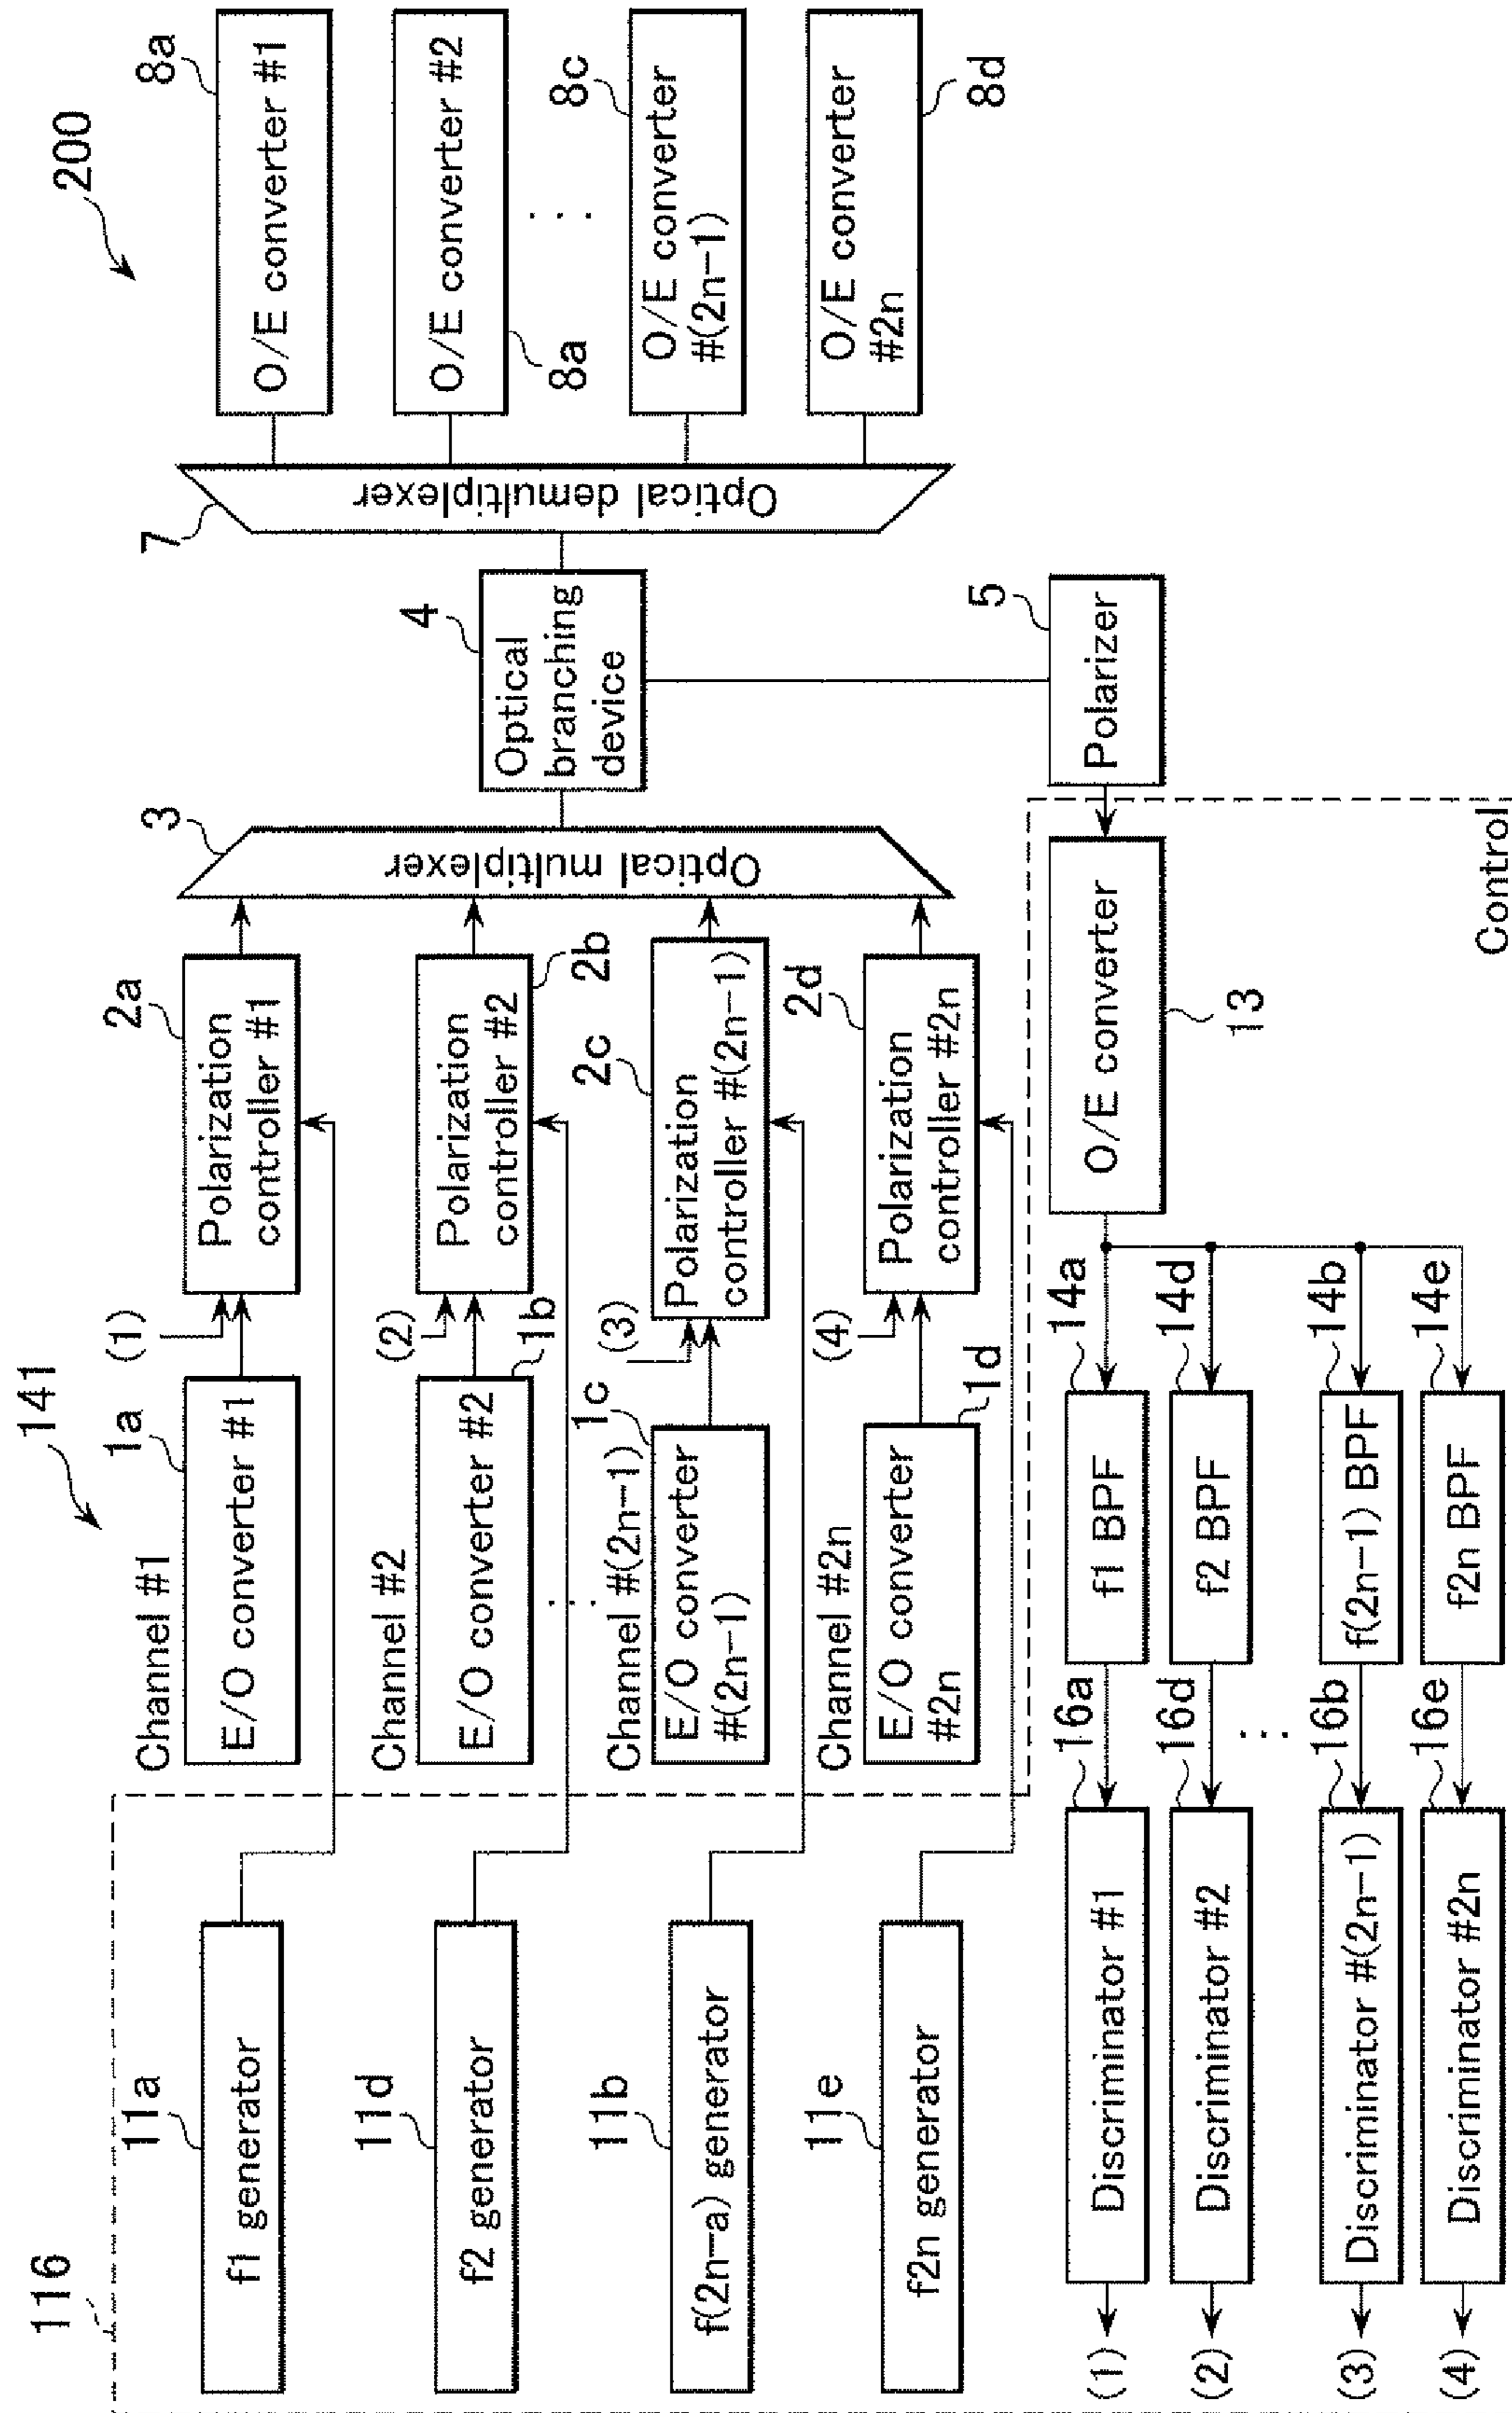 200
141
116
11a
f1 generator
11d
f2 generator
11b
f(2n-a) generator
11e
f2n generator
Channel #1
1a
E/O converter #1
Channel #2
E/O converter #2
1b
...
Channel #(2n-1)
1c
E/O converter
#(2n-1)
Channel #2n
E/O converter
#2n
1d
(1)
2a
Polarization
controller #1
(2)
Polarization
controller #2
2b
(3)
2c
Polarization
controller #(2n-1)
(4)
2d
Polarization
controller #2n
3
Optical multiplexer
4
Optical
branching
device
7
Optical demultiplexer
8a
O/E converter #1
O/E converter #2
8a
...
8c
O/E converter
#(2n-1)
O/E converter
#2n
8d
5
Polarizer
O/E converter
13
Control
14a
f1 BPF
14d
f2 BPF
14b
f(2n-1) BPF
14e
f2n BPF
16a
Discriminator #1
16d
Discriminator #2
...
16b
Discriminator #(2n-1)
16e
Discriminator #2n
(1)
(2)
(3)
(4)